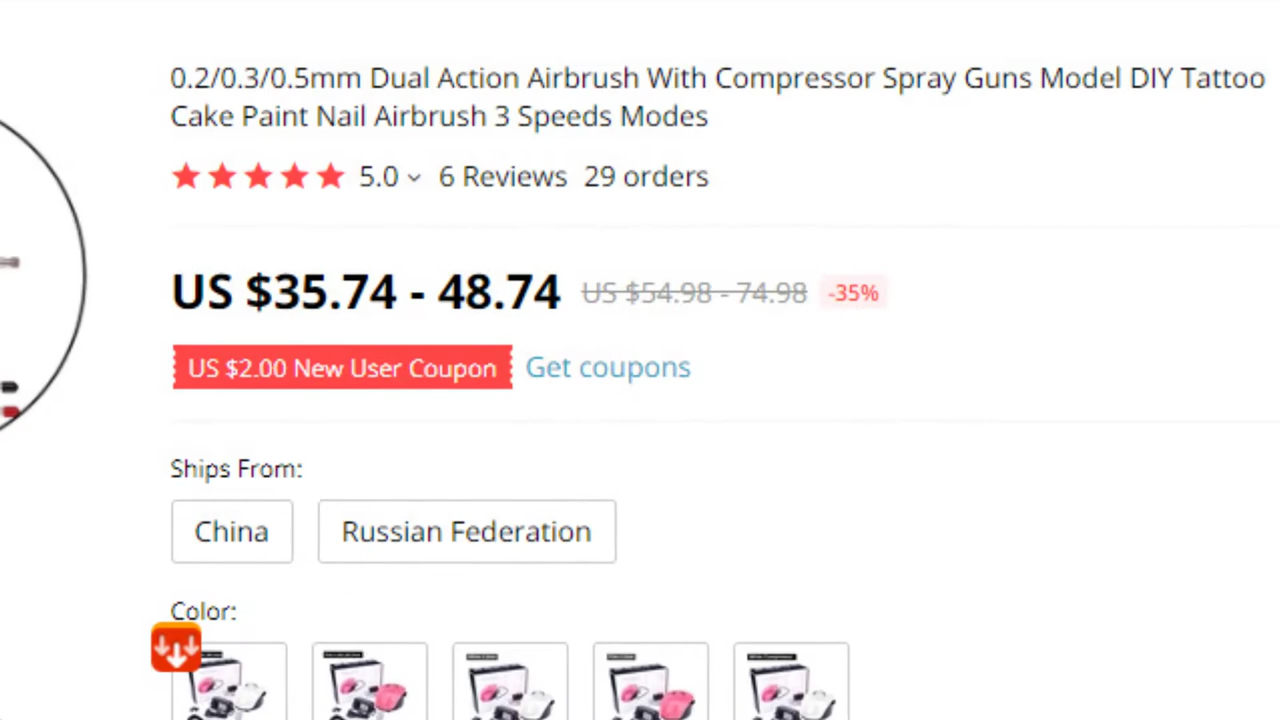 0.2/0.3/0.5mm Dual Action Airbrush With Compressor Spray Guns Model DIY Tattoo
Cake Paint Nail Airbrush 3 Speeds Modes
5.0 6 Reviews 29 orders
US $35.74 - 48.74 US $54.98 - 74.98 -35%
US $2.00 New User Coupon Get coupons
Ships From:
China Russian Federation
Color: